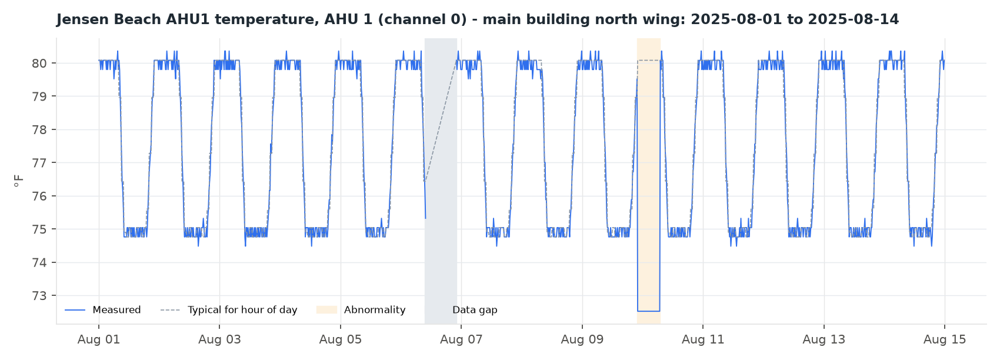 Jensen Beach AHU1 temperature, AHU 1 (channel 0) - main building north wing: 2025-08-01 to 2025-08-14
80
79
78
77
76
75
74
73
°F
Measured
Typical for hour of day
Abnormality
Data gap
Aug 01
Aug 03
Aug 05
Aug 07
Aug 09
Aug 11
Aug 13
Aug 15